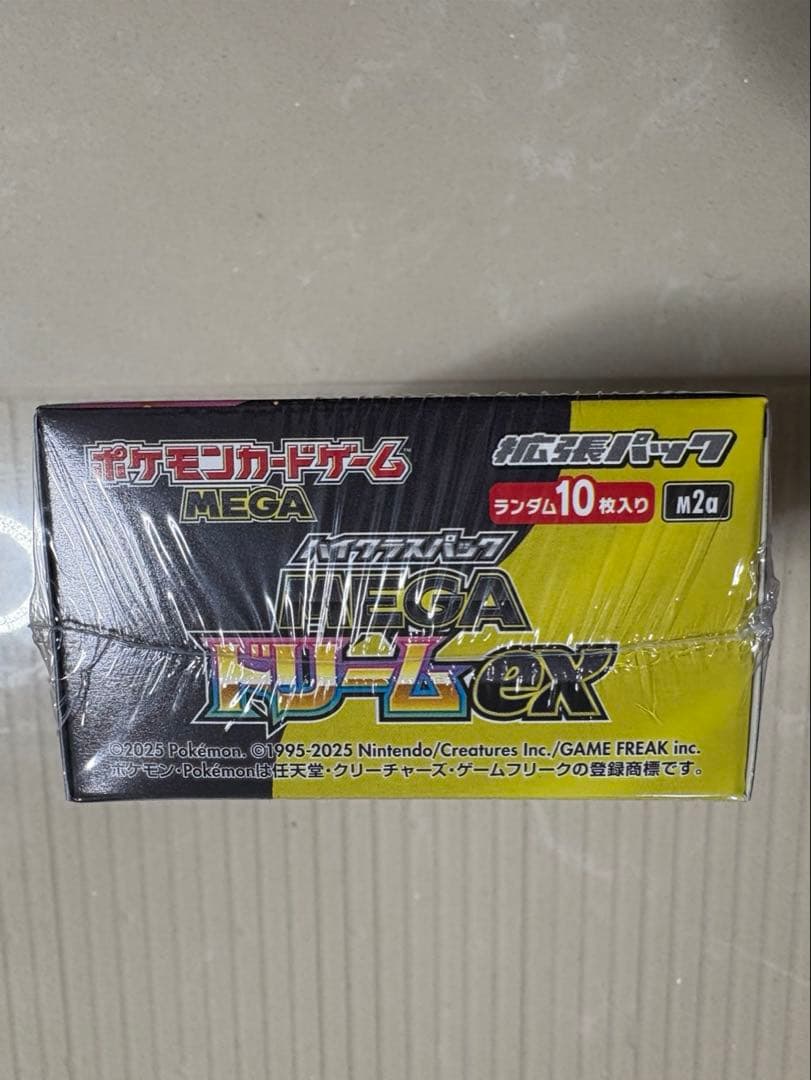 ポケモンカードゲーム
MEGA
拡張パック
ランダム10枚入り
M2a
ハイクラスパック
MEGA
ドリームex
©2025 Pokémon. ©1995-2025 Nintendo/Creatures Inc./GAME FREAK inc.
ポケモン・Pokémonは任天堂・クリーチャーズ・ゲームフリークの登録商標です。